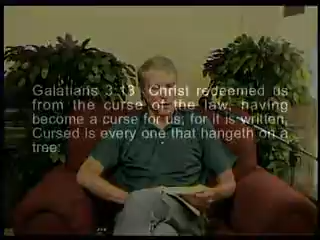 Galatians 3:13 Christ redeemed us
from the curse of the law, having
become a curse for us; for it is written,
Cursed is every one that hangeth on a
tree: